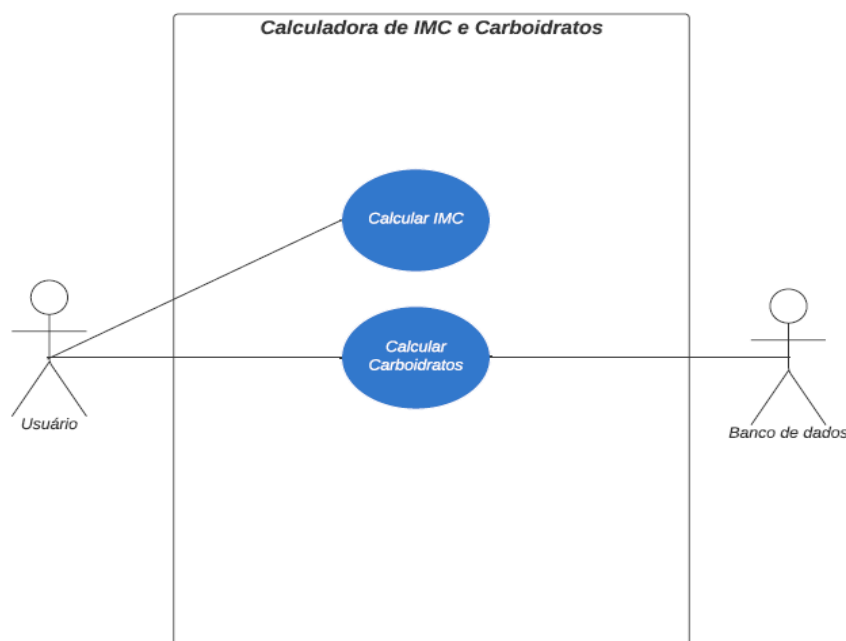 Calculadora de IMC e Carboidratos
Calcular IMC
Calcular
Carboidratos
Usuário
Banco de dados